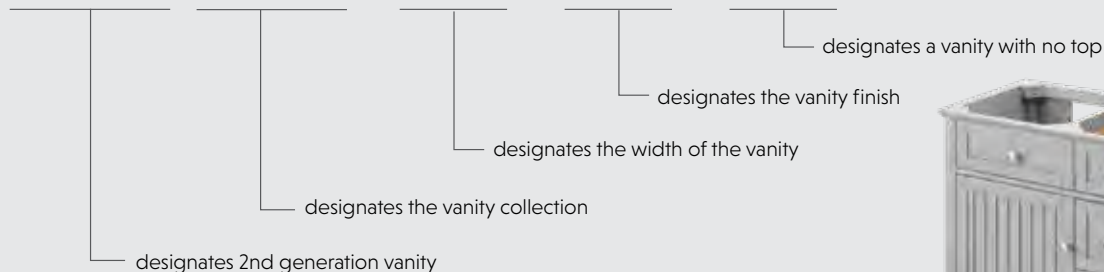 designates a vanity with no top
designates the vanity finish
designates the width of the vanity
designates the vanity collection
designates 2nd generation vanity